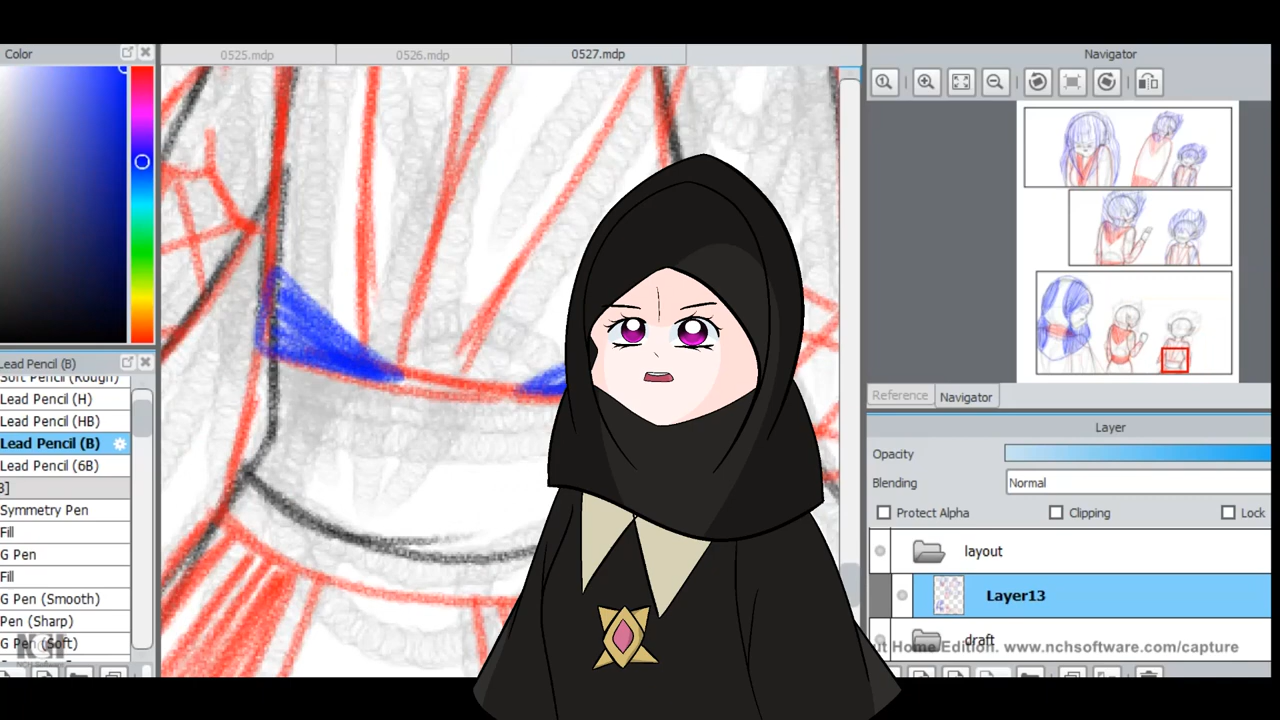 Color
0525.mdp
0526.mdp
0527.mdp
Navigator
Lead Pencil (B)
Soft Pencil (Rough)
Lead Pencil (H)
Lead Pencil (HB)
Lead Pencil (B)
Lead Pencil (6B)
Symmetry Pen
Fill
G Pen
Fill
G Pen (Smooth)
Pen (Sharp)
G Pen (Soft)
NCH
Reference
Navigator
Layer
Opacity
Blending
Normal
Protect Alpha
Clipping
Lock
layout
Layer13
draft
Home Edition. www.nchsoftware.com/capture